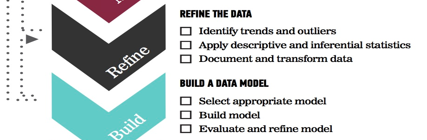 REFINE THE DATA
Identify trends and outliers
Apply descriptive and inferential statistics
Document and transform data
Refine
BUILD A DATA MODEL
Select appropriate model
Build model
Evaluate and refine model
Build